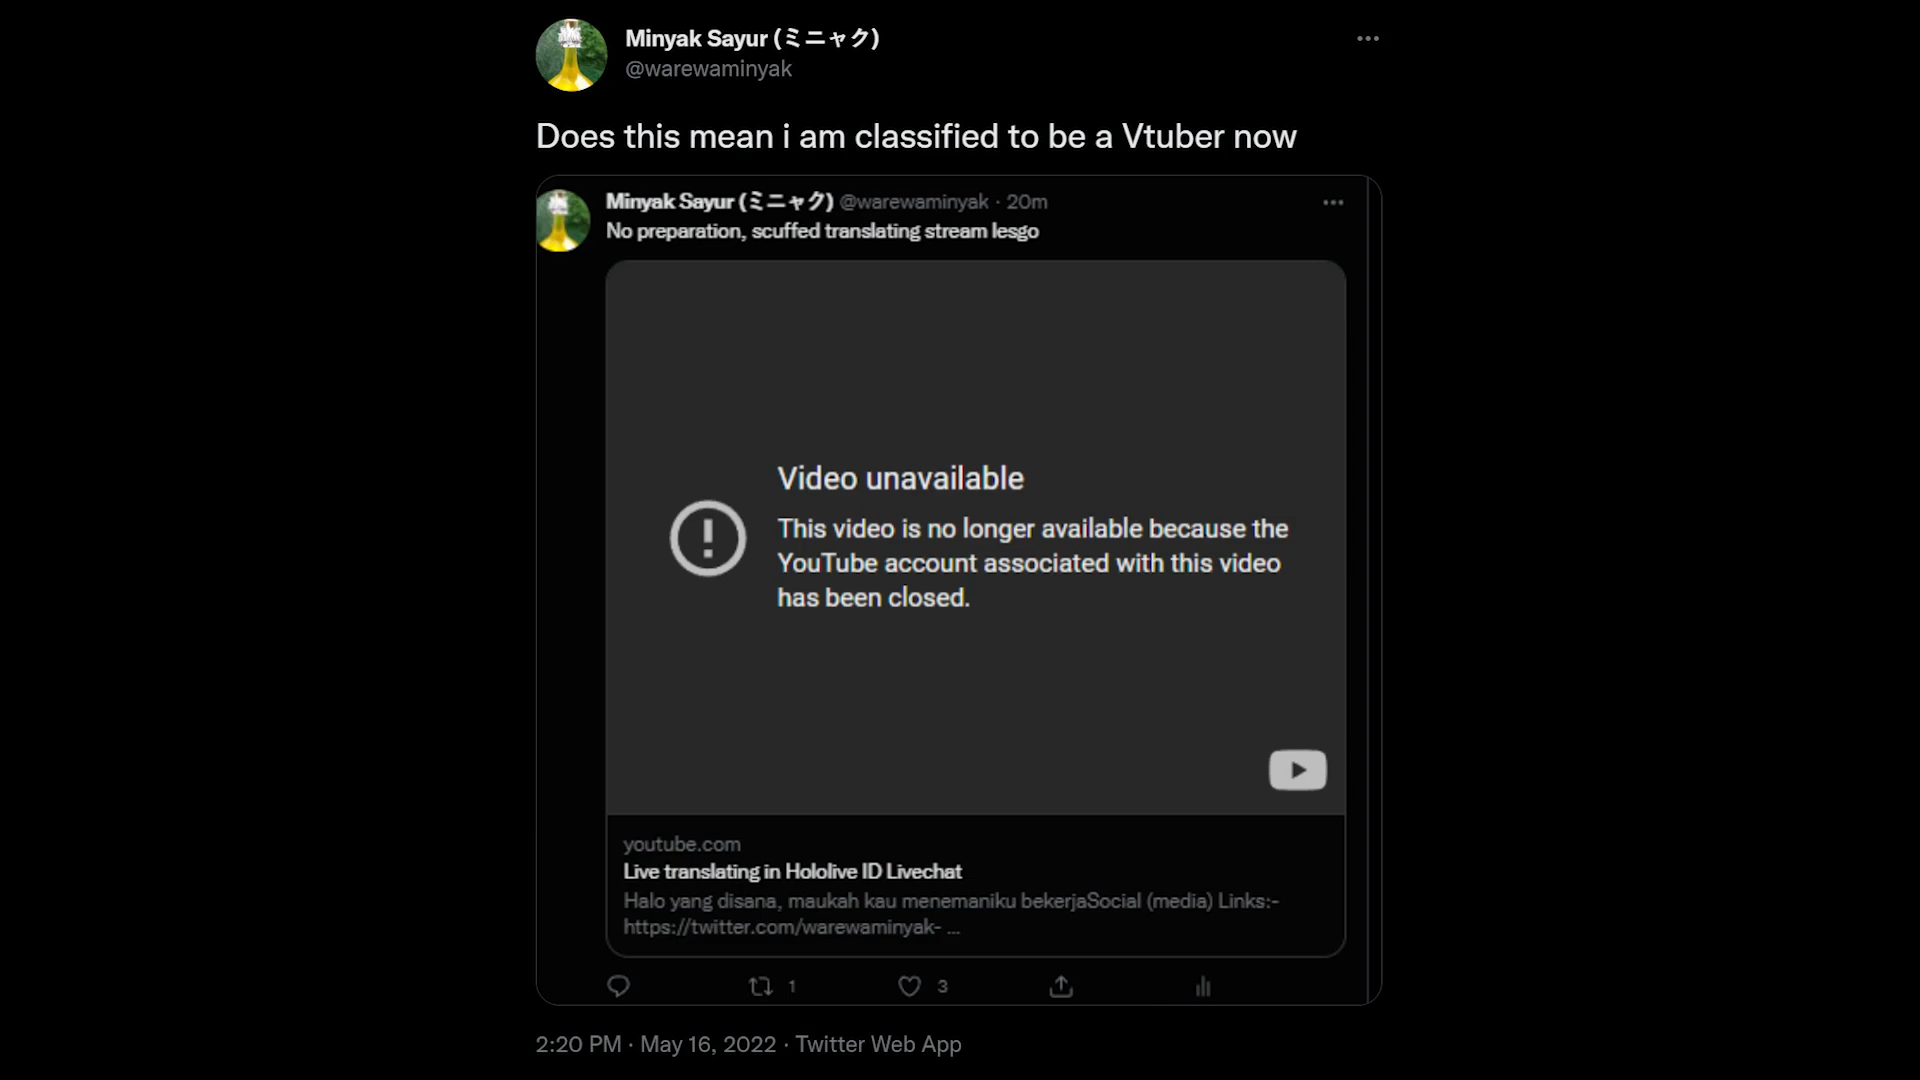 Minyak Sayur (ミニャク)
@warewaminyak
Does this mean i am classified to be a Vtuber now
Minyak Sayur (ミニャク) @warewaminyak · 20m
No preparation, scuffed translating stream lesgo
Video unavailable
This video is no longer available because the
YouTube account associated with this video
has been closed.
youtube.com
Live translating in Hololive ID Livechat
Halo yang disana, maukah kau menemaniku bekerjaSocial (media) Links:-
https://twitter.com/warewaminyak- ...
1 3
2:20 PM · May 16, 2022 · Twitter Web App